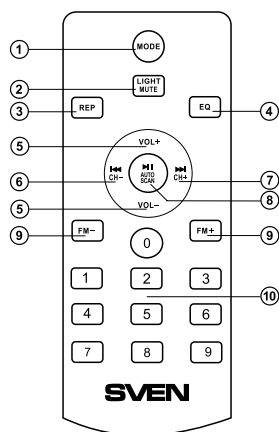 1 MODE
2 LIGHT
MUTE
3 REP EQ 4
5 VOL+
6 CH− AUTO SCAN CH+ 7
8
5 VOL−
9 FM− FM+ 9
0
10
1 2 3
4 5 6
7 8 9
SVEN